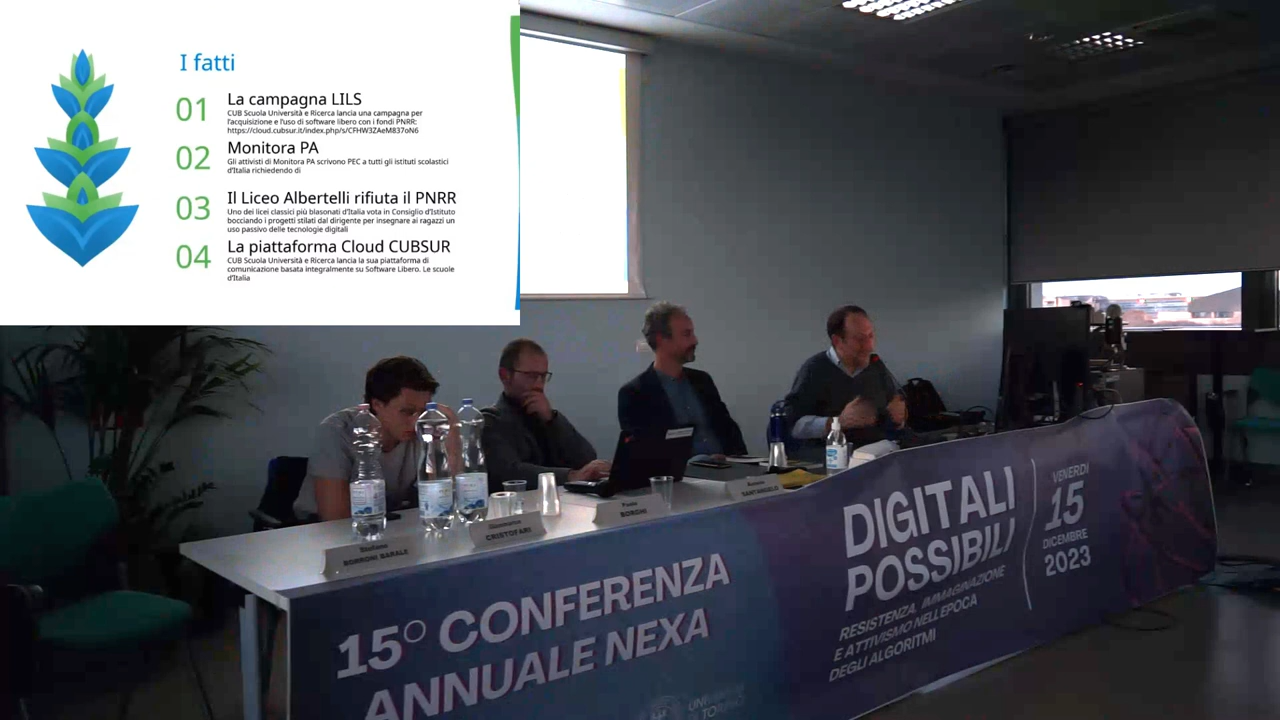 I fatti
01
La campagna LILS
CUB Scuola Università e Ricerca lancia una campagna per
l'acquisizione e l'uso di software libero con i fondi PNRR:
https://cloud.cubsur.it/index.php/s/CFHW3ZAeM837oN6
02
Monitora PA
Gli attivisti di Monitora PA scrivono PEC a tutti gli istituti scolastici
d'Italia richiedendo di
03
Il Liceo Albertelli rifiuta il PNRR
Uno dei licei classici più blasonati d'Italia vota in Consiglio d'Istituto
bocciando i progetti stilati dal dirigente per insegnare ai ragazzi un
uso passivo delle tecnologie digitali
04
La piattaforma Cloud CUBSUR
CUB Scuola Università e Ricerca lancia la sua piattaforma di
comunicazione basata integralmente su Software Libero. Le scuole
d'Italia
BORRONI BARALE
CRISTOFARI
BORGHI
SANTANGELO
15° CONFERENZA
ANNUALE NEXA
DIGITALI
POSSIBILI
RESISTENZA, IMMAGINAZIONE
E ATTIVISMO NELL'EPOCA
DEGLI ALGORITMI
VENERDÌ
15
DICEMBRE
2023